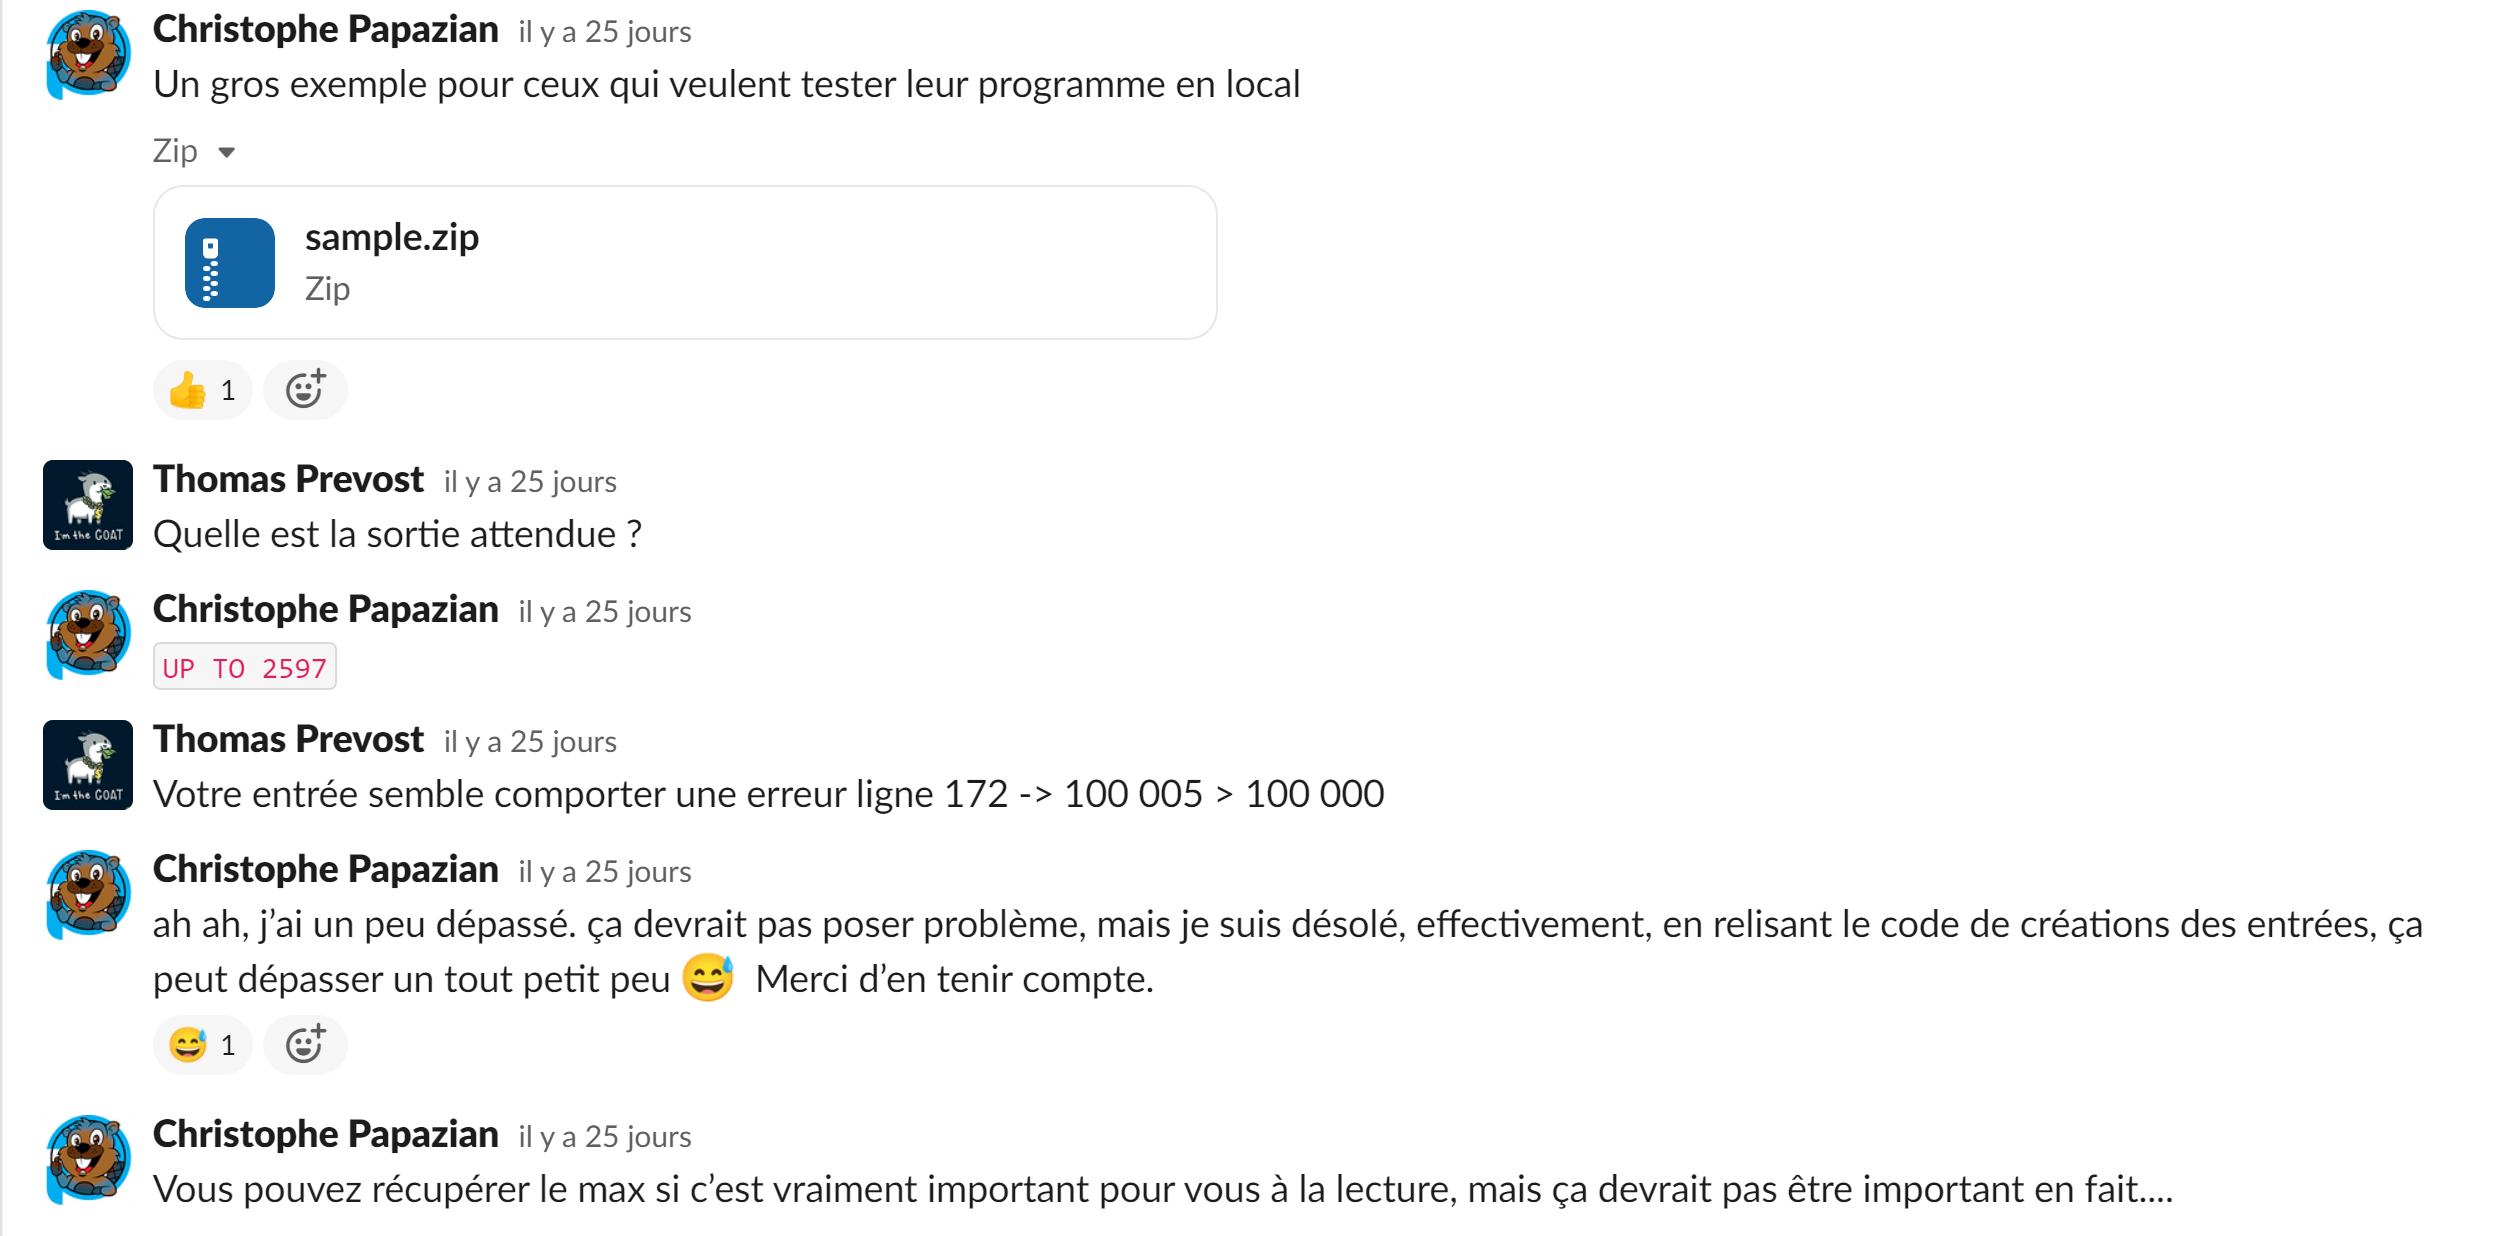 Christophe Papazian il y a 25 jours
Un gros exemple pour ceux qui veulent tester leur programme en local
Zip
sample.zip
Zip
1
Thomas Prevost il y a 25 jours
I'm the GOAT
Quelle est la sortie attendue ?
Christophe Papazian il y a 25 jours
UP TO 2597
Thomas Prevost il y a 25 jours
I'm the GOAT
Votre entrée semble comporter une erreur ligne 172 -> 100 005 > 100 000
Christophe Papazian il y a 25 jours
ah ah, j’ai un peu dépassé. ça devrait pas poser problème, mais je suis désolé, effectivement, en relisant le code de créations des entrées, ça
peut dépasser un tout petit peu 😅 Merci d’en tenir compte.
1
Christophe Papazian il y a 25 jours
Vous pouvez récupérer le max si c’est vraiment important pour vous à la lecture, mais ça devrait pas être important en fait....